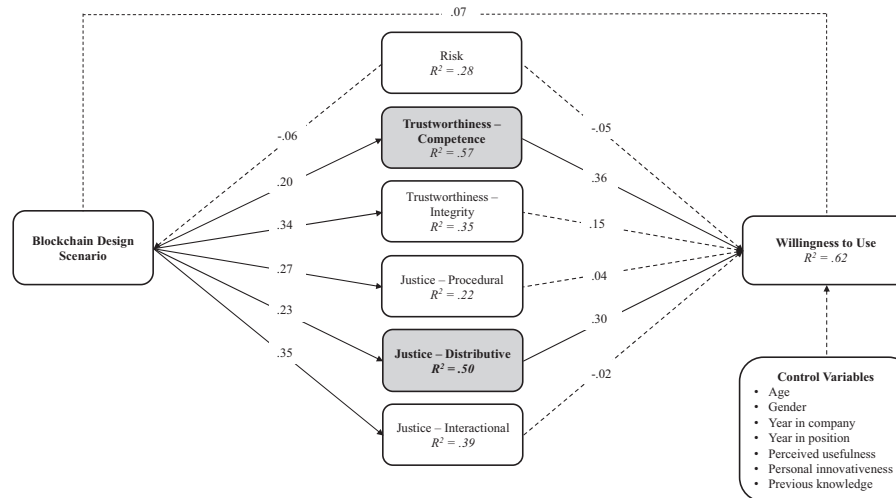 .07
Risk
R² = .28
-.06
-.05
Trustworthiness –
Competence
R² = .57
.20
.36
Trustworthiness –
Integrity
R² = .35
.34
.15
Blockchain Design
Scenario
Willingness to Use
R² = .62
.27
.04
Justice – Procedural
R² = .22
.23
.30
Justice – Distributive
R² = .50
.35
-.02
Justice – Interactional
R² = .39
Control Variables
• Age
• Gender
• Year in company
• Year in position
• Perceived usefulness
• Personal innovativeness
• Previous knowledge